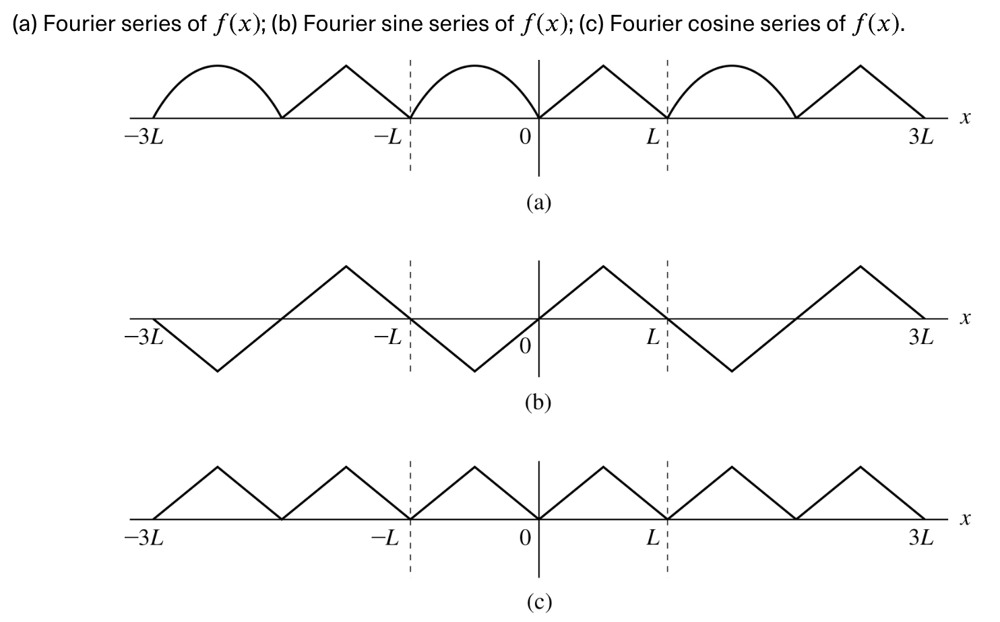 (a) Fourier series of f(x); (b) Fourier sine series of f(x); (c) Fourier cosine series of f(x).
x
−3L −L 0 L 3L
(a)
x
−3L −L 0 L 3L
(b)
x
−3L −L 0 L 3L
(c)